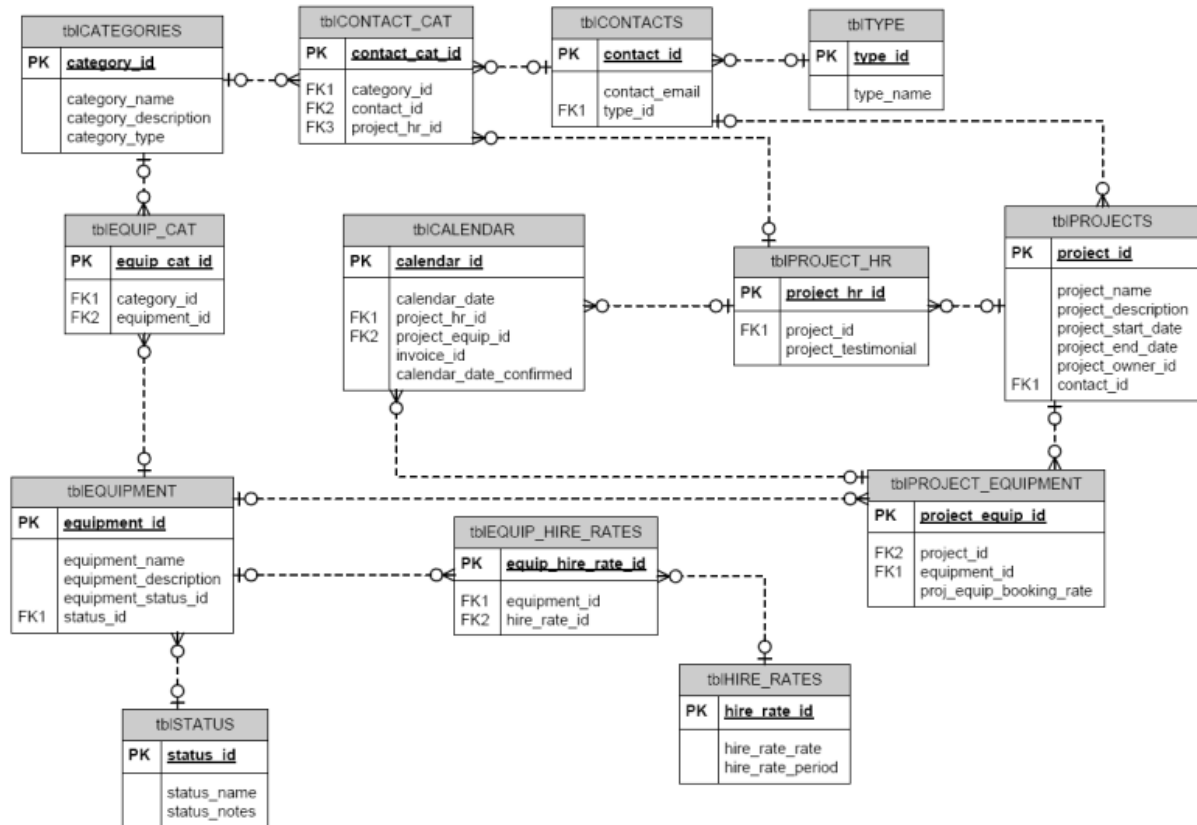 tblCATEGORIES
PK category_id
category_name
category_description
category_type
tblCONTACT_CAT
PK contact_cat_id
FK1 category_id
FK2 contact_id
FK3 project_hr_id
tblCONTACTS
PK contact_id
contact_email
FK1 type_id
tblTYPE
PK type_id
type_name
tblEQUIP_CAT
PK equip_cat_id
FK1 category_id
FK2 equipment_id
tblCALENDAR
PK calendar_id
calendar_date
FK1 project_hr_id
FK2 project_equip_id
invoice_id
calendar_date_confirmed
tblPROJECT_HR
PK project_hr_id
FK1 project_id
project_testimonial
tblPROJECTS
PK project_id
project_name
project_description
project_start_date
project_end_date
project_owner_id
FK1 contact_id
tblEQUIPMENT
PK equipment_id
equipment_name
equipment_description
equipment_status_id
FK1 status_id
tblEQUIP_HIRE_RATES
PK equip_hire_rate_id
FK1 equipment_id
FK2 hire_rate_id
tblPROJECT_EQUIPMENT
PK project_equip_id
FK2 project_id
FK1 equipment_id
proj_equip_booking_rate
tblSTATUS
PK status_id
status_name
status_notes
tblHIRE_RATES
PK hire_rate_id
hire_rate_rate
hire_rate_period